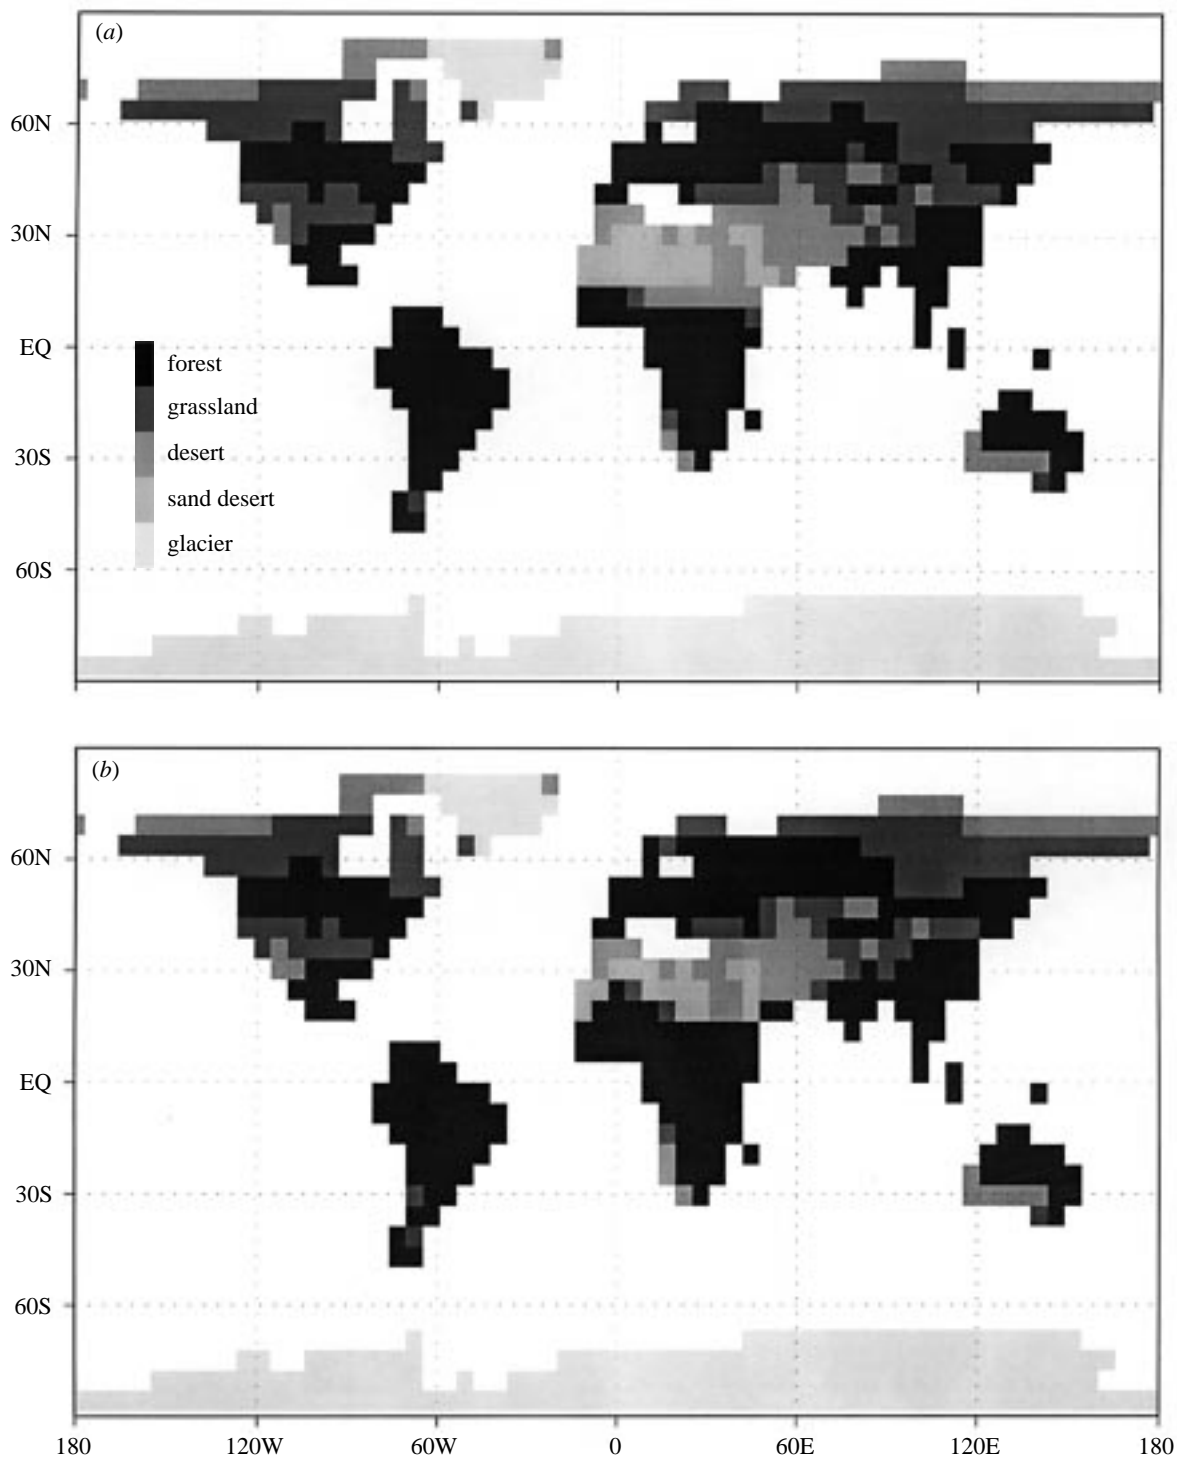 (a)
60N
30N
EQ
30S
60S
forest
grassland
desert
sand desert
glacier
(b)
60N
30N
EQ
30S
60S
180 120W 60W 0 60E 120E 180